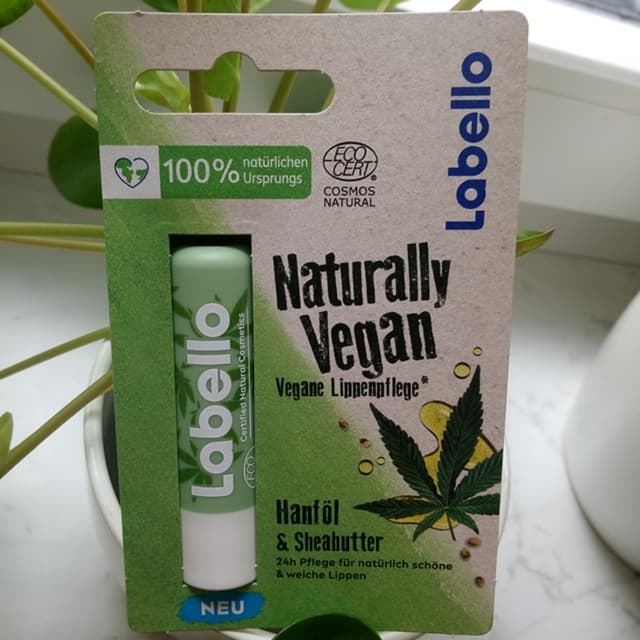 Labello
100% natürlichen
Ursprungs
ECO
CERT
COSMOS
NATURAL
Naturally
Vegan
Vegane Lippenpflege*
Labello
Certified Natural Cosmetics
ECO
Hanföl
& Sheabutter
24h Pflege für natürlich schöne
& weiche Lippen
NEU